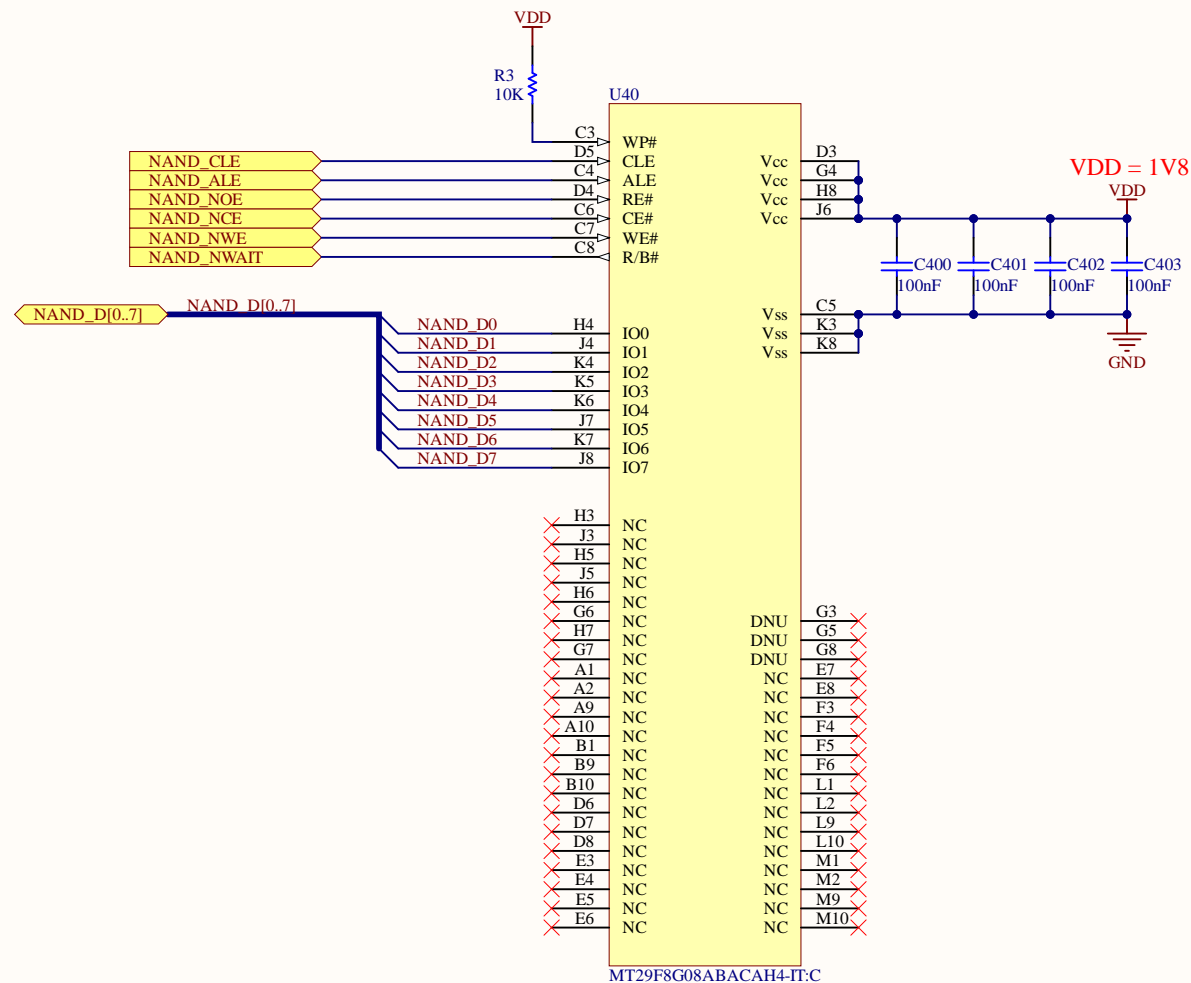 VDD
R3
10K
U40
C3 WP#
NAND_CLE D5 CLE
NAND_ALE C4 ALE
NAND_NOE D4 RE#
NAND_NCE C6 CE#
NAND_NWE C7 WE#
NAND_NWAIT C8 R/B#
Vcc D3
Vcc G4
Vcc H8
Vcc J6
VDD = 1V8
VDD
C400
100nF
C401
100nF
C402
100nF
C403
100nF
Vss C5
Vss K3
Vss K8
GND
NAND_D[0..7] NAND_D[0..7]
NAND_D0 H4 IO0
NAND_D1 J4 IO1
NAND_D2 K4 IO2
NAND_D3 K5 IO3
NAND_D4 K6 IO4
NAND_D5 J7 IO5
NAND_D6 K7 IO6
NAND_D7 J8 IO7
H3 NC
J3 NC
H5 NC
J5 NC
H6 NC
G6 NC
H7 NC
G7 NC
A1 NC
A2 NC
A9 NC
A10 NC
B1 NC
B9 NC
B10 NC
D6 NC
D7 NC
D8 NC
E3 NC
E4 NC
E5 NC
E6 NC
DNU G3
DNU G5
DNU G8
NC E7
NC E8
NC F3
NC F4
NC F5
NC F6
NC L1
NC L2
NC L9
NC L10
NC M1
NC M2
NC M9
NC M10
MT29F8G08ABACAH4-IT:C